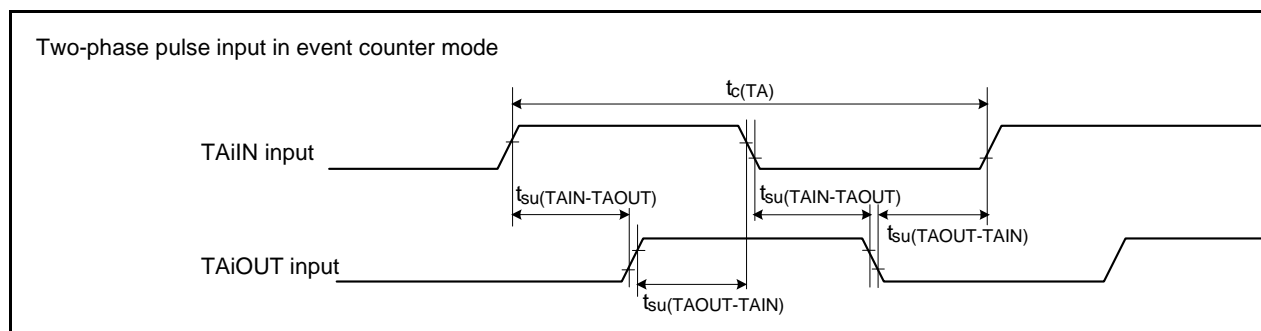 Two-phase pulse input in event counter mode
tc(TA)
TAiIN input
tsu(TAIN-TAOUT)
tsu(TAIN-TAOUT)
tsu(TAOUT-TAIN)
TAiOUT input
tsu(TAOUT-TAIN)